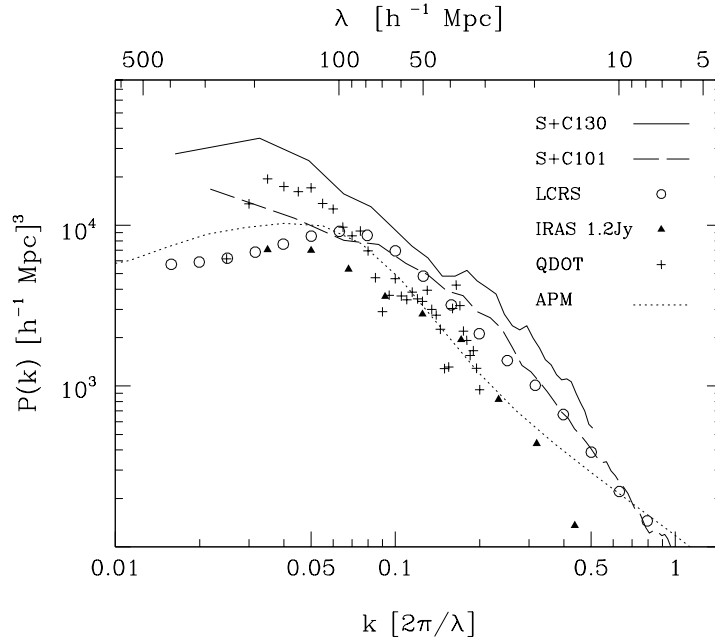 λ [h⁻¹ Mpc]
500 100 50 10 5
S+C130
S+C101
LCRS
IRAS 1.2Jy
QDOT
APM
10⁴
10³
P(k) [h⁻¹ Mpc]³
0.01 0.05 0.1 0.5 1
k [2π/λ]